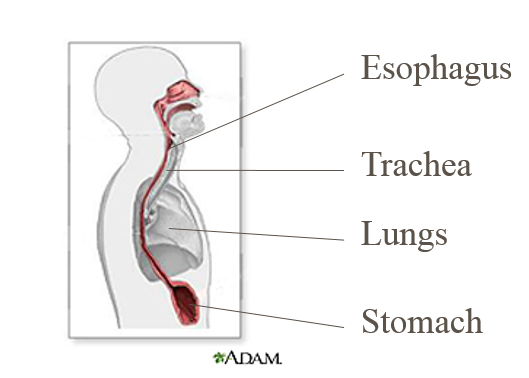 Esophagus
Trachea
Lungs
Stomach
ADAM.